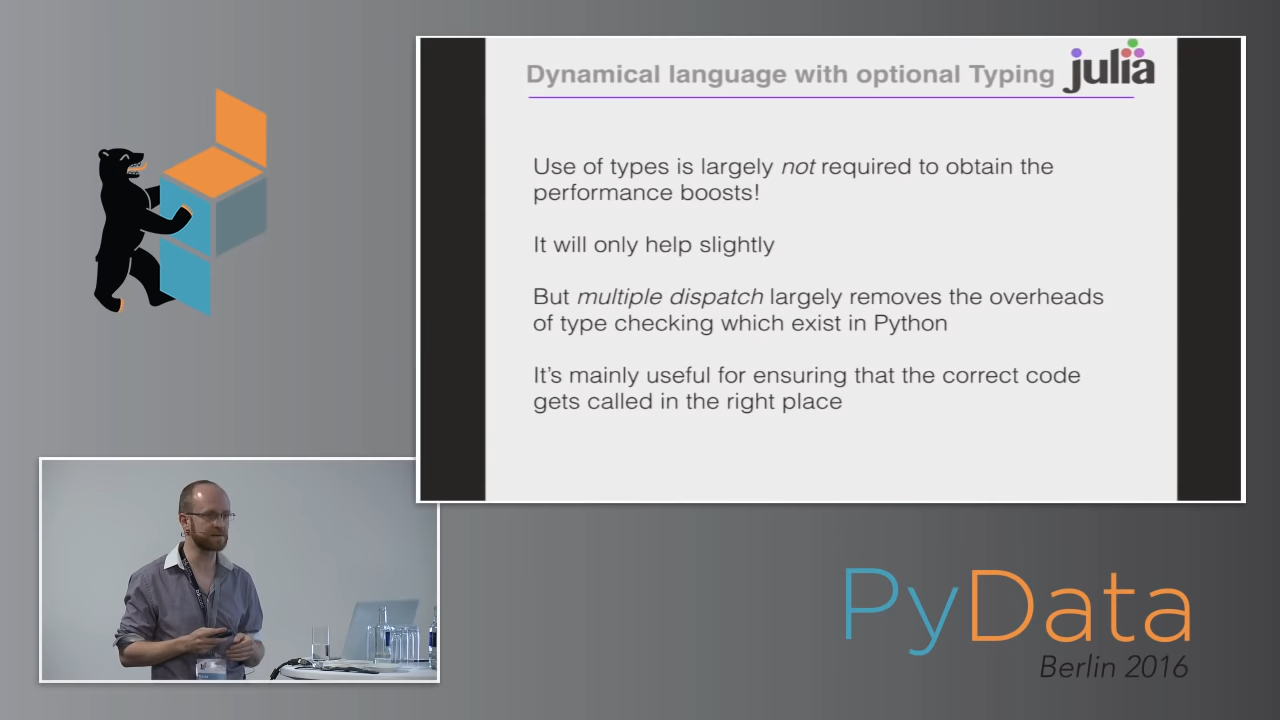 Dynamical language with optional Typing
julia
Use of types is largely not required to obtain the
performance boosts!
It will only help slightly
But multiple dispatch largely removes the overheads
of type checking which exist in Python
It's mainly useful for ensuring that the correct code
gets called in the right place
PyData
Berlin 2016